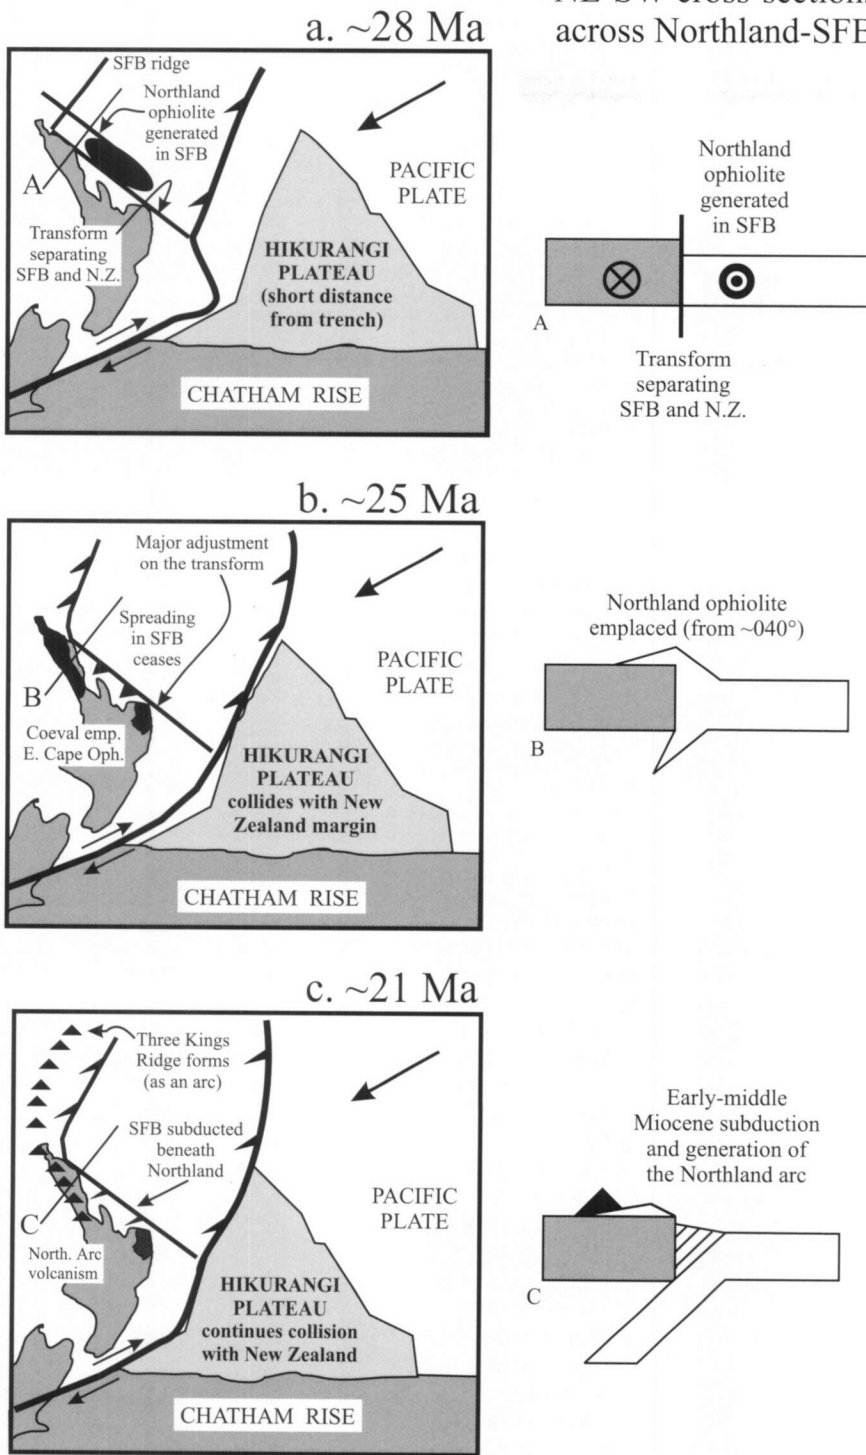 NE-SW cross-sections
across Northland-SFB
a. ~28 Ma
SFB ridge
Northland
ophiolite
generated
in SFB
A
Transform
separating
SFB and N.Z.
PACIFIC
PLATE
HIKURANGI
PLATEAU
(short distance
from trench)
CHATHAM RISE
Northland
ophiolite
generated
in SFB
A
Transform
separating
SFB and N.Z.
b. ~25 Ma
Major adjustment
on the transform
Spreading
in SFB
ceases
B
Coeval emp.
E. Cape Oph.
PACIFIC
PLATE
HIKURANGI
PLATEAU
collides with New
Zealand margin
CHATHAM RISE
Northland ophiolite
emplaced (from ~040°)
B
c. ~21 Ma
Three Kings
Ridge forms
(as an arc)
SFB subducted
beneath
Northland
C
North. Arc
volcanism
PACIFIC
PLATE
HIKURANGI
PLATEAU
continues collision
with New Zealand
CHATHAM RISE
Early-middle
Miocene subduction
and generation of
the Northland arc
C